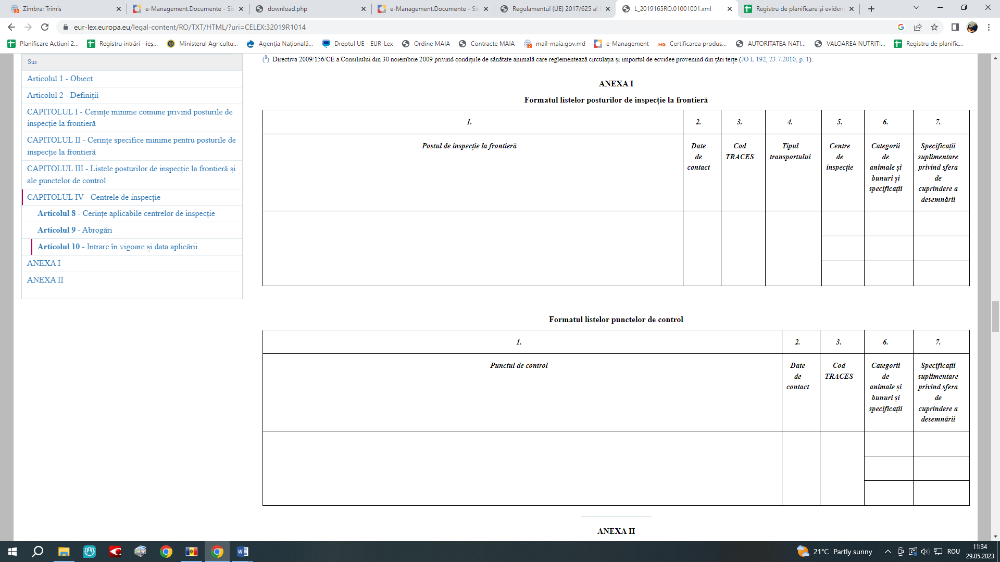 Zimbra: Trimis
e-Management.Documente - Sis
download.php
e-Management.Documente - Sis
Regulamentul (UE) 2017/625 al
L_2019165RO.01001001.xml
Registru de planificare și eviden
eur-lex.europa.eu/legal-content/RO/TXT/HTML/?uri=CELEX:32019R1014
Planificare Actiuni 2...
Registru intrări - ieș...
Ministerul Agricultu...
Agenția Națională...
Dreptul UE - EUR-Lex
Ordine MAIA
Contracte MAIA
mail-maia.gov.md
e-Management
Certificarea produs...
AUTORITATEA NATI...
VALOAREA NUTRITI...
Registru de planific...
Sus
Articolul 1 - Obiect
Articolul 2 - Definiții
CAPITOLUL I - Cerințe minime comune privind posturile de
inspecție la frontieră
CAPITOLUL II - Cerințe specifice minime pentru posturile de
inspecție la frontieră
CAPITOLUL III - Listele posturilor de inspecție la frontieră și
ale punctelor de control
CAPITOLUL IV - Centrele de inspecție
Articolul 8 - Cerințe aplicabile centrelor de inspecție
Articolul 9 - Abrogări
Articolul 10 - Intrare în vigoare și data aplicării
ANEXA I
ANEXA II
(8) Directiva 2009/156/CE a Consiliului din 30 noiembrie 2009 privind condițiile de sănătate animală care reglementează circulația și importul de ecvidee provenind din țări terțe (JO L 192, 23.7.2010, p. 1).
ANEXA I
Formatul listelor posturilor de inspecție la frontieră
1. 2. 3. 4. 5. 6. 7.
Postul de inspecție la frontieră
Date
de
contact
Cod
TRACES
Tipul
transportului
Centre
de
inspecție
Categorii
de
animale și
bunuri și
specificații
Specificații
suplimentare
privind sfera
de
cuprindere a
desemnării
Formatul listelor punctelor de control
1. 2. 3. 6. 7.
Punctul de control
Date
de
contact
Cod
TRACES
Categorii
de
animale și
bunuri și
specificații
Specificații
suplimentare
privind sfera
de
cuprindere a
desemnării
ANEXA II
21°C Partly sunny
ROU
11:34
29.05.2023